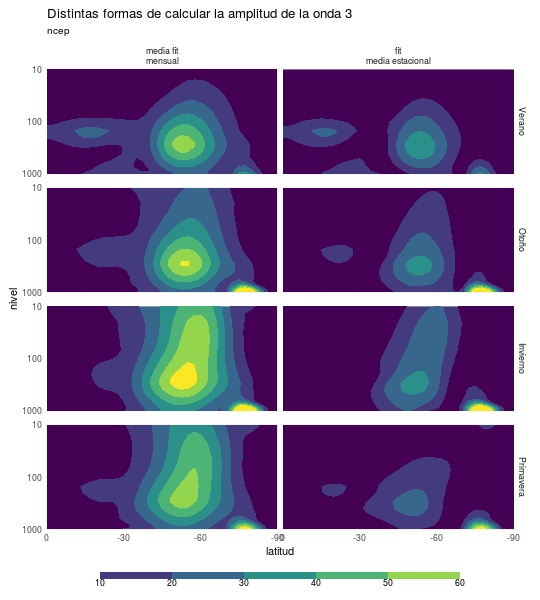 Distintas formas de calcular la amplitud de la onda 3
ncep
media fit
mensual
fit
media estacional
10
100
1000
Verano
10
100
1000
Otoño
nivel
10
100
1000
Invierno
10
100
1000
Primavera
0 -30 -60 -90
0 -30 -60 -90
latitud
10 20 30 40 50 60